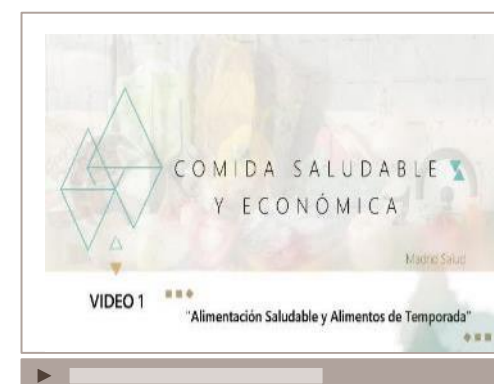 COMIDA SALUDABLE
Y ECONÓMICA
Madrid Salud
VIDEO 1
"Alimentación Saludable y Alimentos de Temporada"